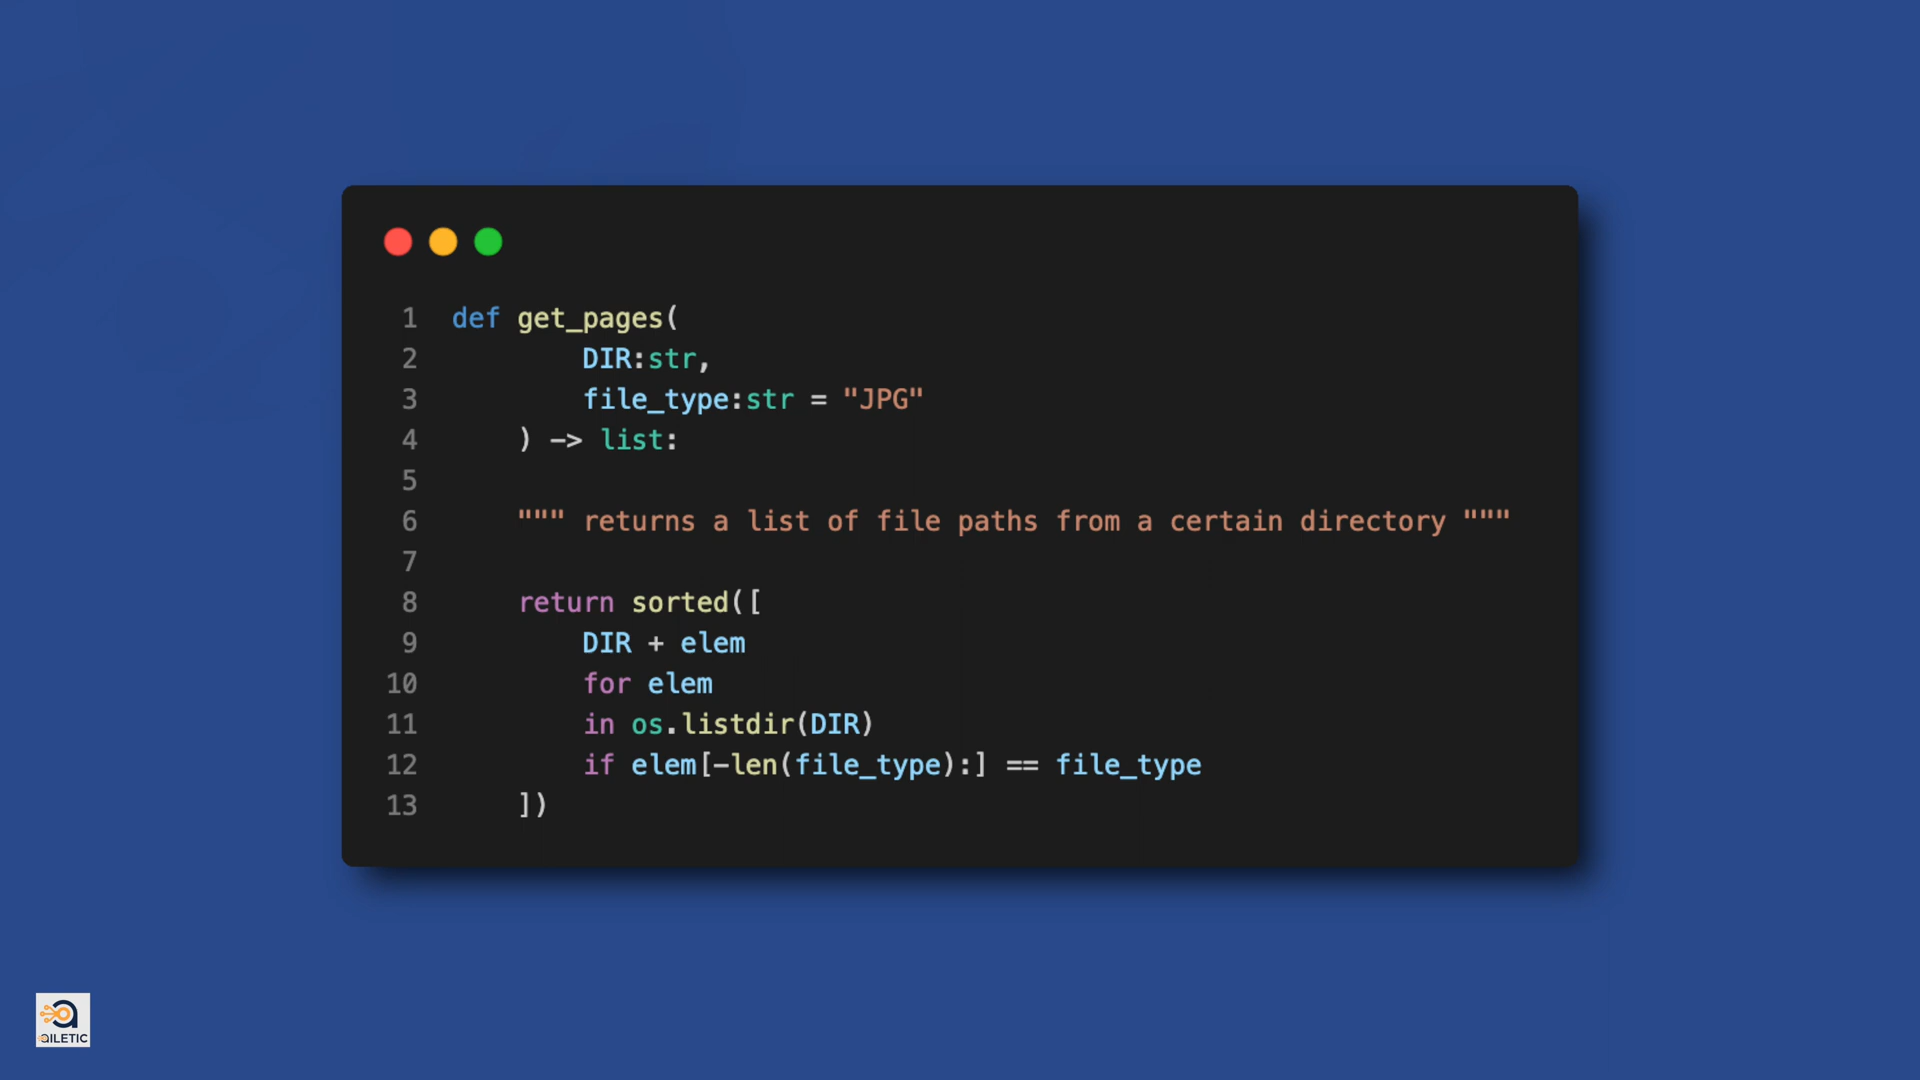 1 def get_pages(
2         DIR:str,
3         file_type:str = "JPG"
4     ) -> list:
5
6     """ returns a list of file paths from a certain directory """
7
8     return sorted([
9         DIR + elem
10         for elem
11         in os.listdir(DIR)
12         if elem[-len(file_type):] == file_type
13     ])
aILETIC